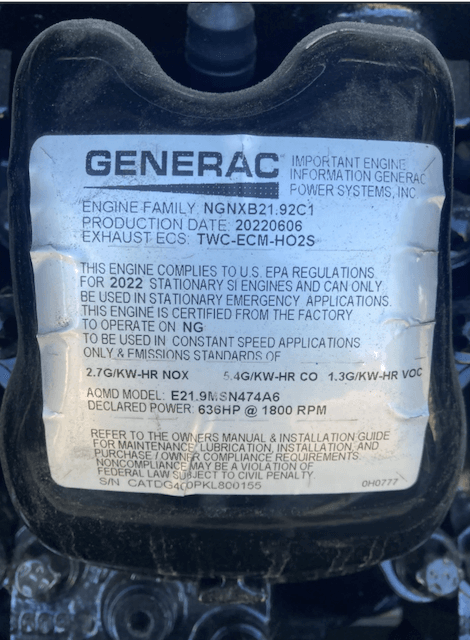 GENERAC
IMPORTANT ENGINE
INFORMATION GENERAC
POWER SYSTEMS, INC
ENGINE FAMILY: NGNXB21.92C1
PRODUCTION DATE: 20220606
EXHAUST ECS: TWC-ECM-HO2S
THIS ENGINE COMPLIES TO U.S. EPA REGULATIONS
FOR 2022 STATIONARY SI ENGINES AND CAN ONLY
BE USED IN STATIONARY EMERGENCY APPLICATIONS.
THIS ENGINE IS CERTIFIED FROM THE FACTORY
TO OPERATE ON NG
TO BE USED IN CONSTANT SPEED APPLICATIONS
ONLY & EMISSIONS STANDARDS OF
2.7G/KW-HR NOX 5.4G/KW-HR CO 1.3G/KW-HR VOC
AQMD MODEL: E21.9MSN474A6
DECLARED POWER: 636HP @ 1800 RPM
REFER TO THE OWNERS MANUAL & INSTALLATION GUIDE
FOR MAINTENANCE, LUBRICATION, INSTALLATION, AND
PURCHASE / OWNER COMPLIANCE REQUIREMENTS.
NONCOMPLIANCE MAY BE A VIOLATION OF
FEDERAL LAW SUBJECT TO CIVIL PENALTY
S/N CATDG400PKL800155
0H0777